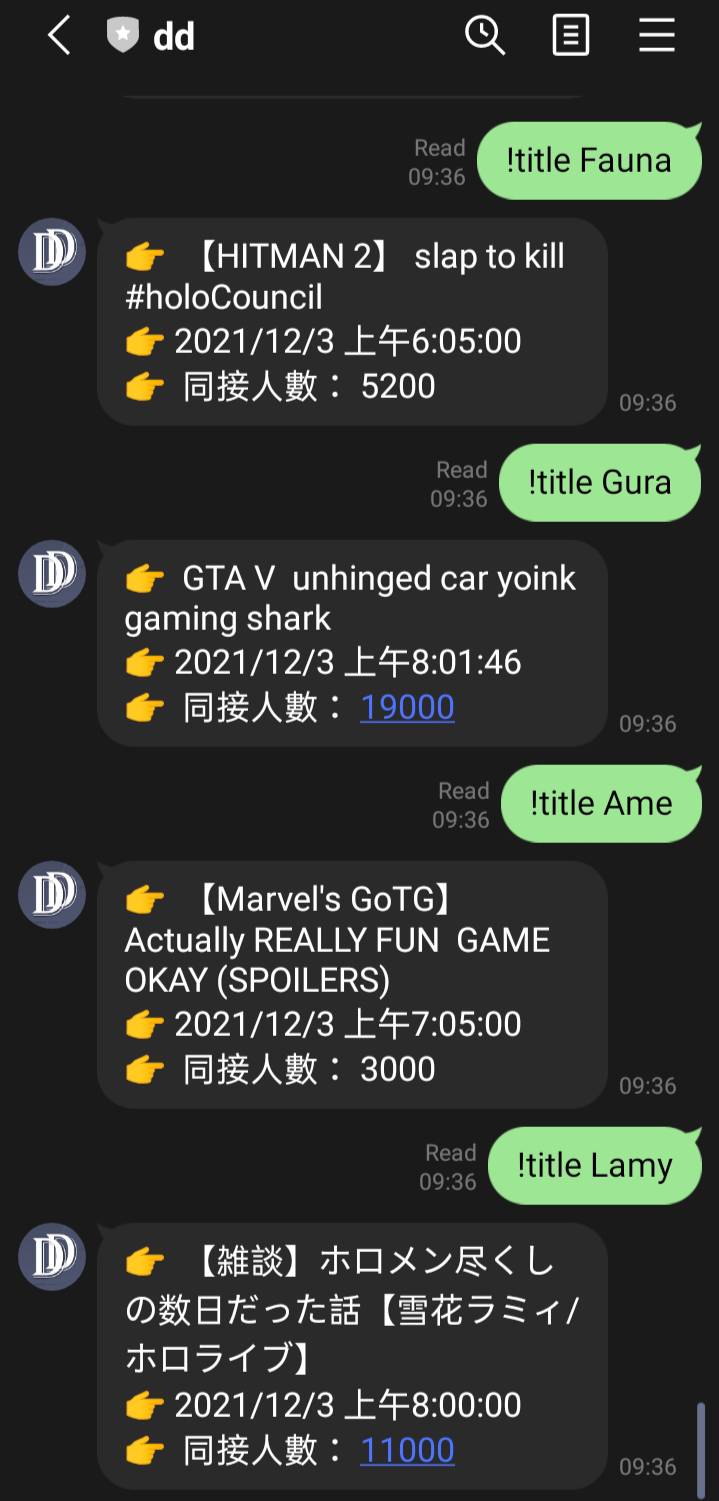 dd
Read
09:36
!title Fauna
👉 【HITMAN 2】 slap to kill
#holoCouncil
👉 2021/12/3 上午6:05:00
👉 同接人數： 5200
09:36
Read
09:36
!title Gura
👉 GTA V  unhinged car yoink
gaming shark
👉 2021/12/3 上午8:01:46
👉 同接人數： 19000
09:36
Read
09:36
!title Ame
👉 【Marvel's GoTG】
Actually REALLY FUN  GAME
OKAY (SPOILERS)
👉 2021/12/3 上午7:05:00
👉 同接人數： 3000
09:36
Read
09:36
!title Lamy
👉 【雑談】ホロメン尽くし
の数日だった話【雪花ラミィ/
ホロライブ】
👉 2021/12/3 上午8:00:00
👉 同接人數： 11000
09:36